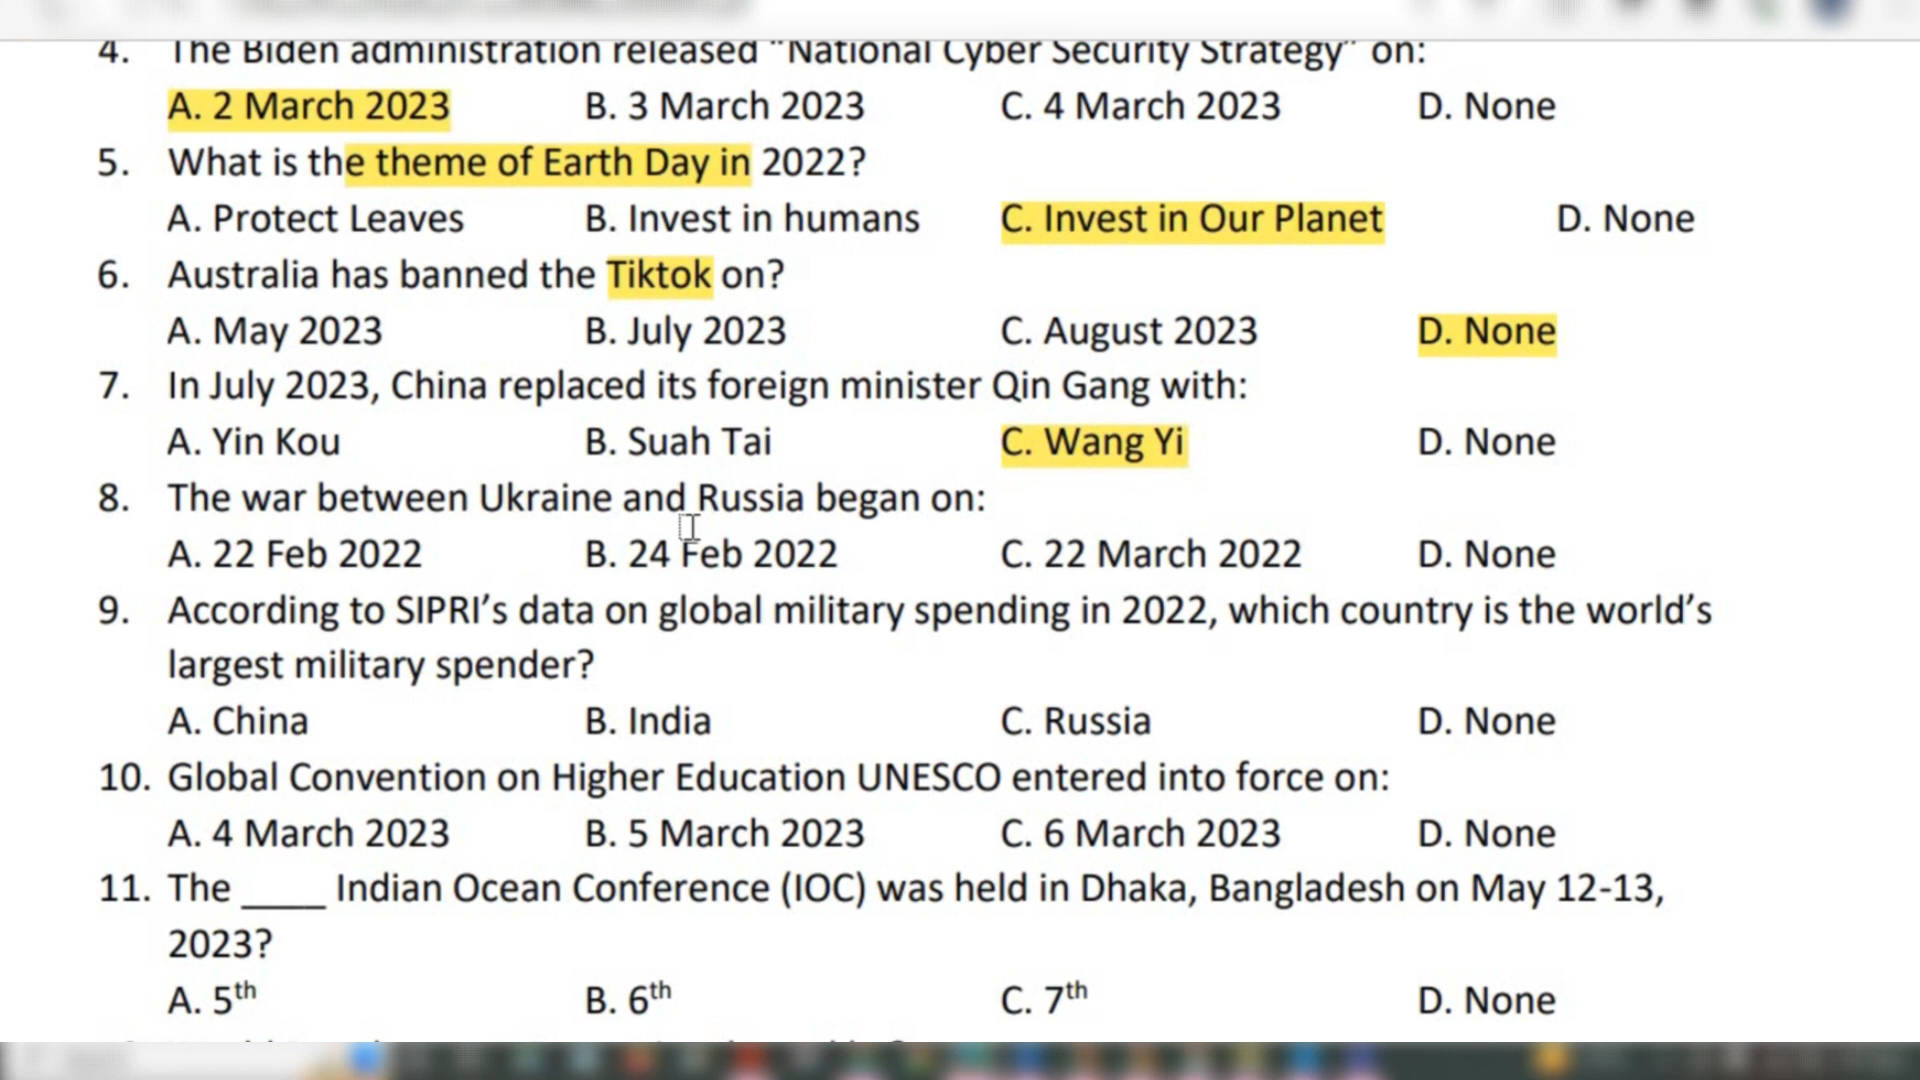 4. The Biden administration released "National Cyber Security Strategy" on:
A. 2 March 2023 B. 3 March 2023 C. 4 March 2023 D. None
5. What is the theme of Earth Day in 2022?
A. Protect Leaves B. Invest in humans C. Invest in Our Planet D. None
6. Australia has banned the Tiktok on?
A. May 2023 B. July 2023 C. August 2023 D. None
7. In July 2023, China replaced its foreign minister Qin Gang with:
A. Yin Kou B. Suah Tai C. Wang Yi D. None
8. The war between Ukraine and Russia began on:
A. 22 Feb 2022 B. 24 Feb 2022 C. 22 March 2022 D. None
9. According to SIPRI’s data on global military spending in 2022, which country is the world’s
largest military spender?
A. China B. India C. Russia D. None
10. Global Convention on Higher Education UNESCO entered into force on:
A. 4 March 2023 B. 5 March 2023 C. 6 March 2023 D. None
11. The ____ Indian Ocean Conference (IOC) was held in Dhaka, Bangladesh on May 12-13,
2023?
A. 5th B. 6th C. 7th D. None